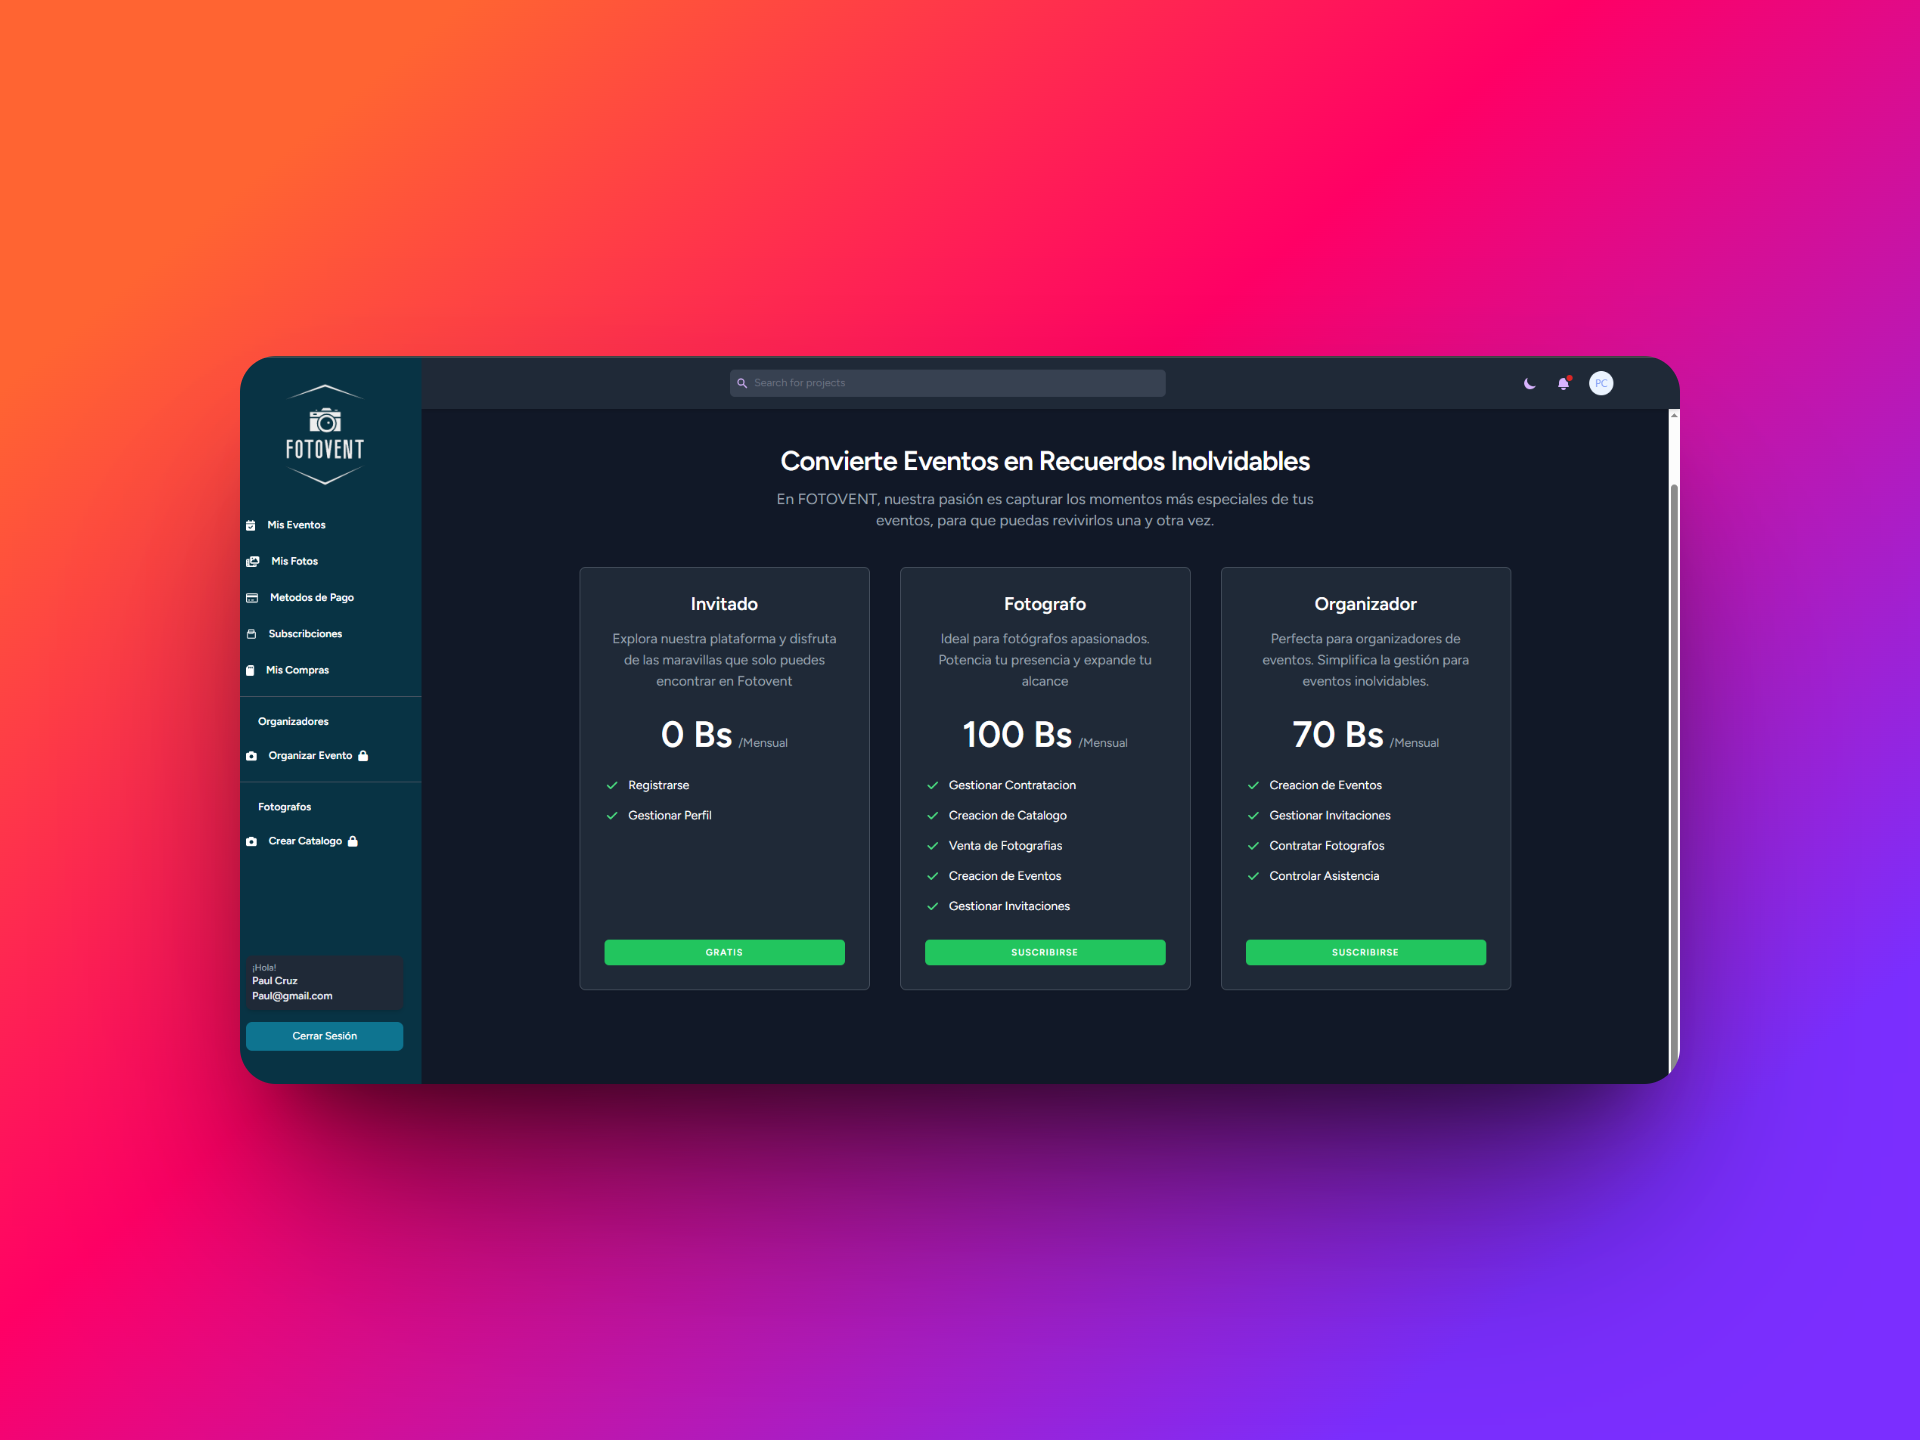 FOTOVENT
Mis Eventos
Mis Fotos
Metodos de Pago
Subscribciones
Mis Compras
Organizadores
Organizar Evento
Fotografos
Crear Catalogo
¡Hola!
Paul Cruz
Paul@gmail.com
Cerrar Sesión
Search for projects
PC
Convierte Eventos en Recuerdos Inolvidables
En FOTOVENT, nuestra pasión es capturar los momentos más especiales de tus
eventos, para que puedas revivirlos una y otra vez.
Invitado
Explora nuestra plataforma y disfruta
de las maravillas que solo puedes
encontrar en Fotovent
0 Bs /Mensual
Registrarse
Gestionar Perfil
GRATIS
Fotografo
Ideal para fotógrafos apasionados.
Potencia tu presencia y expande tu
alcance
100 Bs /Mensual
Gestionar Contratacion
Creacion de Catalogo
Venta de Fotografias
Creacion de Eventos
Gestionar Invitaciones
SUSCRIBIRSE
Organizador
Perfecta para organizadores de
eventos. Simplifica la gestión para
eventos inolvidables.
70 Bs /Mensual
Creacion de Eventos
Gestionar Invitaciones
Contratar Fotografos
Controlar Asistencia
SUSCRIBIRSE